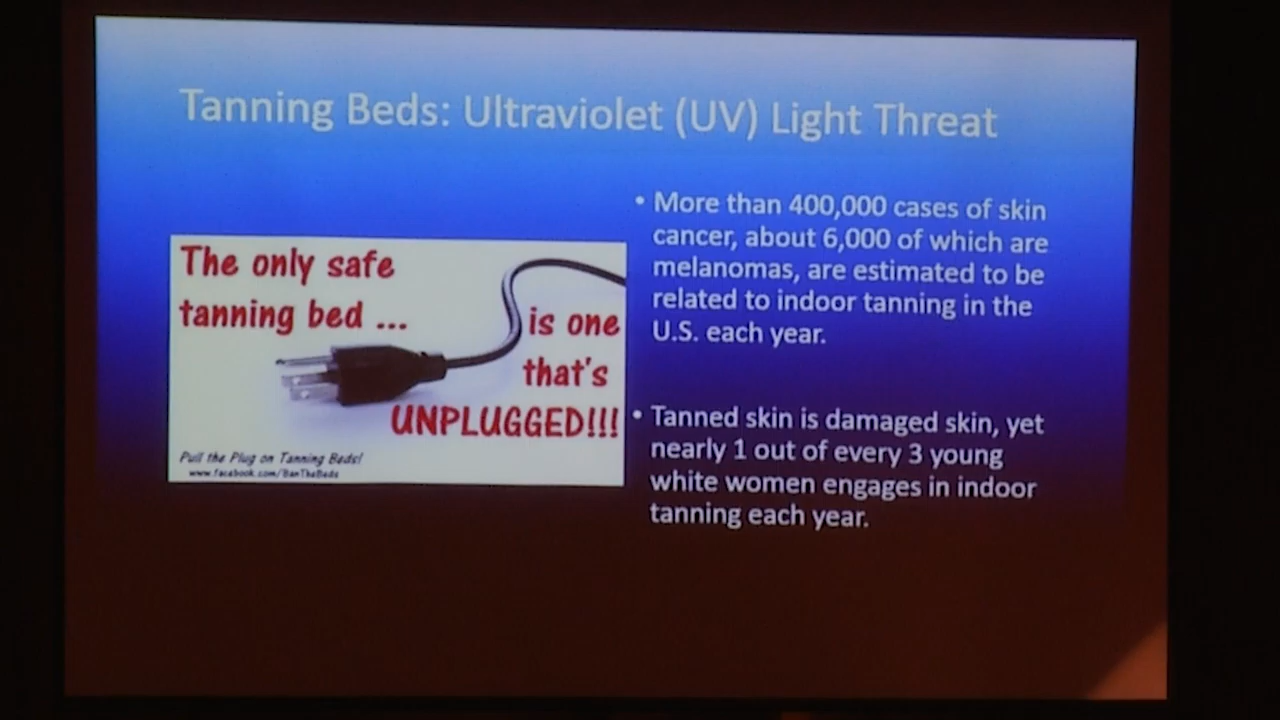 Tanning Beds: Ultraviolet (UV) Light Threat
The only safe
tanning bed ...
is one
that's
UNPLUGGED!!!
Pull the Plug on Tanning Beds!
www.facebook.com/BanTheBeds
• More than 400,000 cases of skin
cancer, about 6,000 of which are
melanomas, are estimated to be
related to indoor tanning in the
U.S. each year.
• Tanned skin is damaged skin, yet
nearly 1 out of every 3 young
white women engages in indoor
tanning each year.